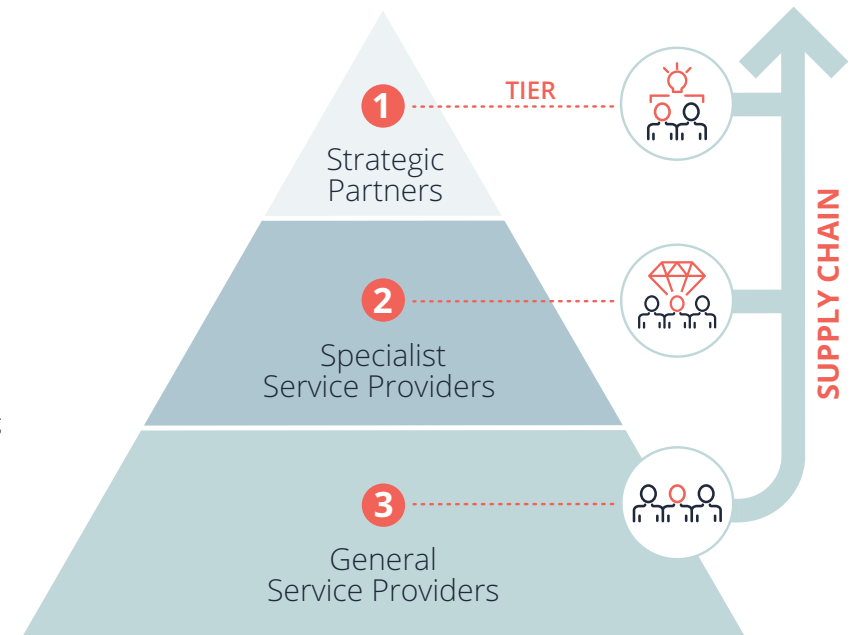 1
TIER
Strategic
Partners
2
Specialist
Service Providers
3
General
Service Providers
SUPPLY CHAIN